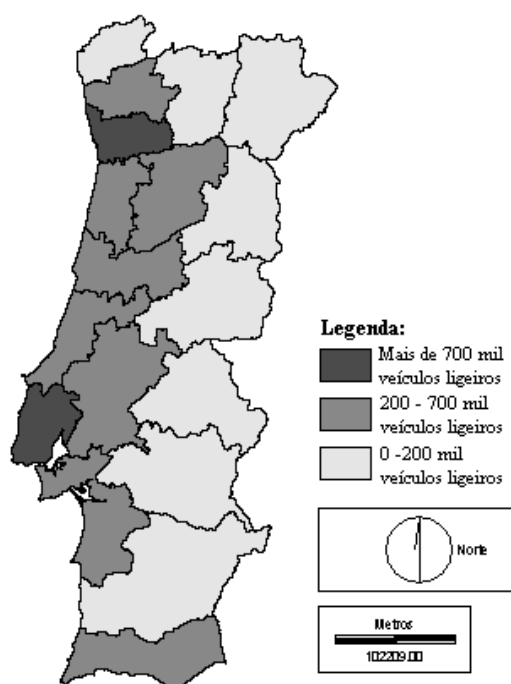 Legenda:
Mais de 700 mil
veículos ligeiros
200 - 700 mil
veículos ligeiros
0 -200 mil
veículos ligeiros
Norte
Metros
102209.00